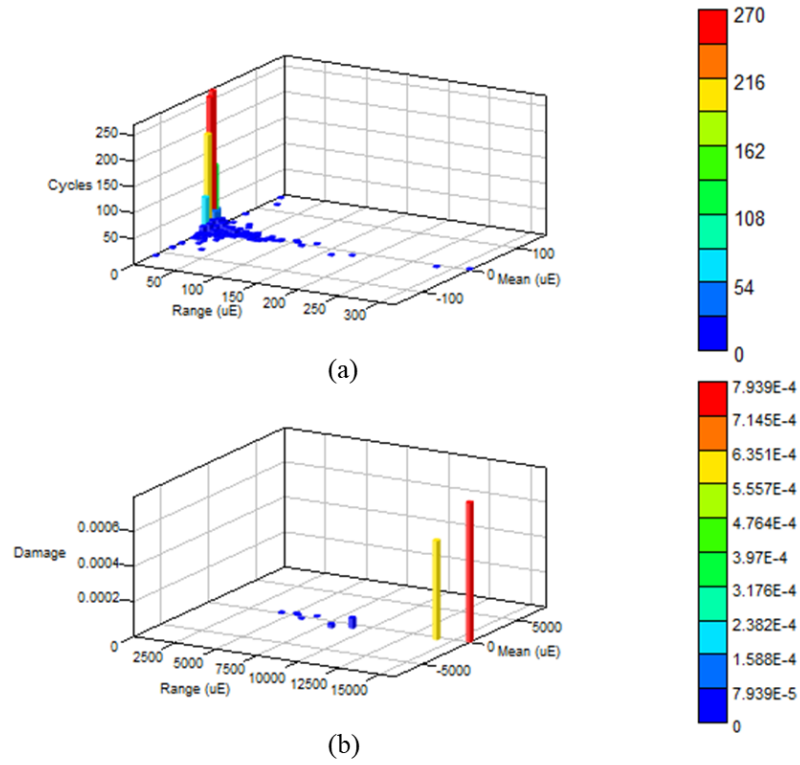 270
216
162
108
54
0
250
200
150
100
50
Cycles
0
50
100
150
200
250
300
Range (uE)
-100
0
100
Mean (uE)
(a)
7.939E-4
7.145E-4
6.351E-4
5.557E-4
4.764E-4
3.97E-4
3.176E-4
2.382E-4
1.588E-4
7.939E-5
0
0.0006
0.0004
0.0002
Damage
0
2500
5000
7500
10000
12500
15000
Range (uE)
-5000
0
5000
Mean (uE)
(b)